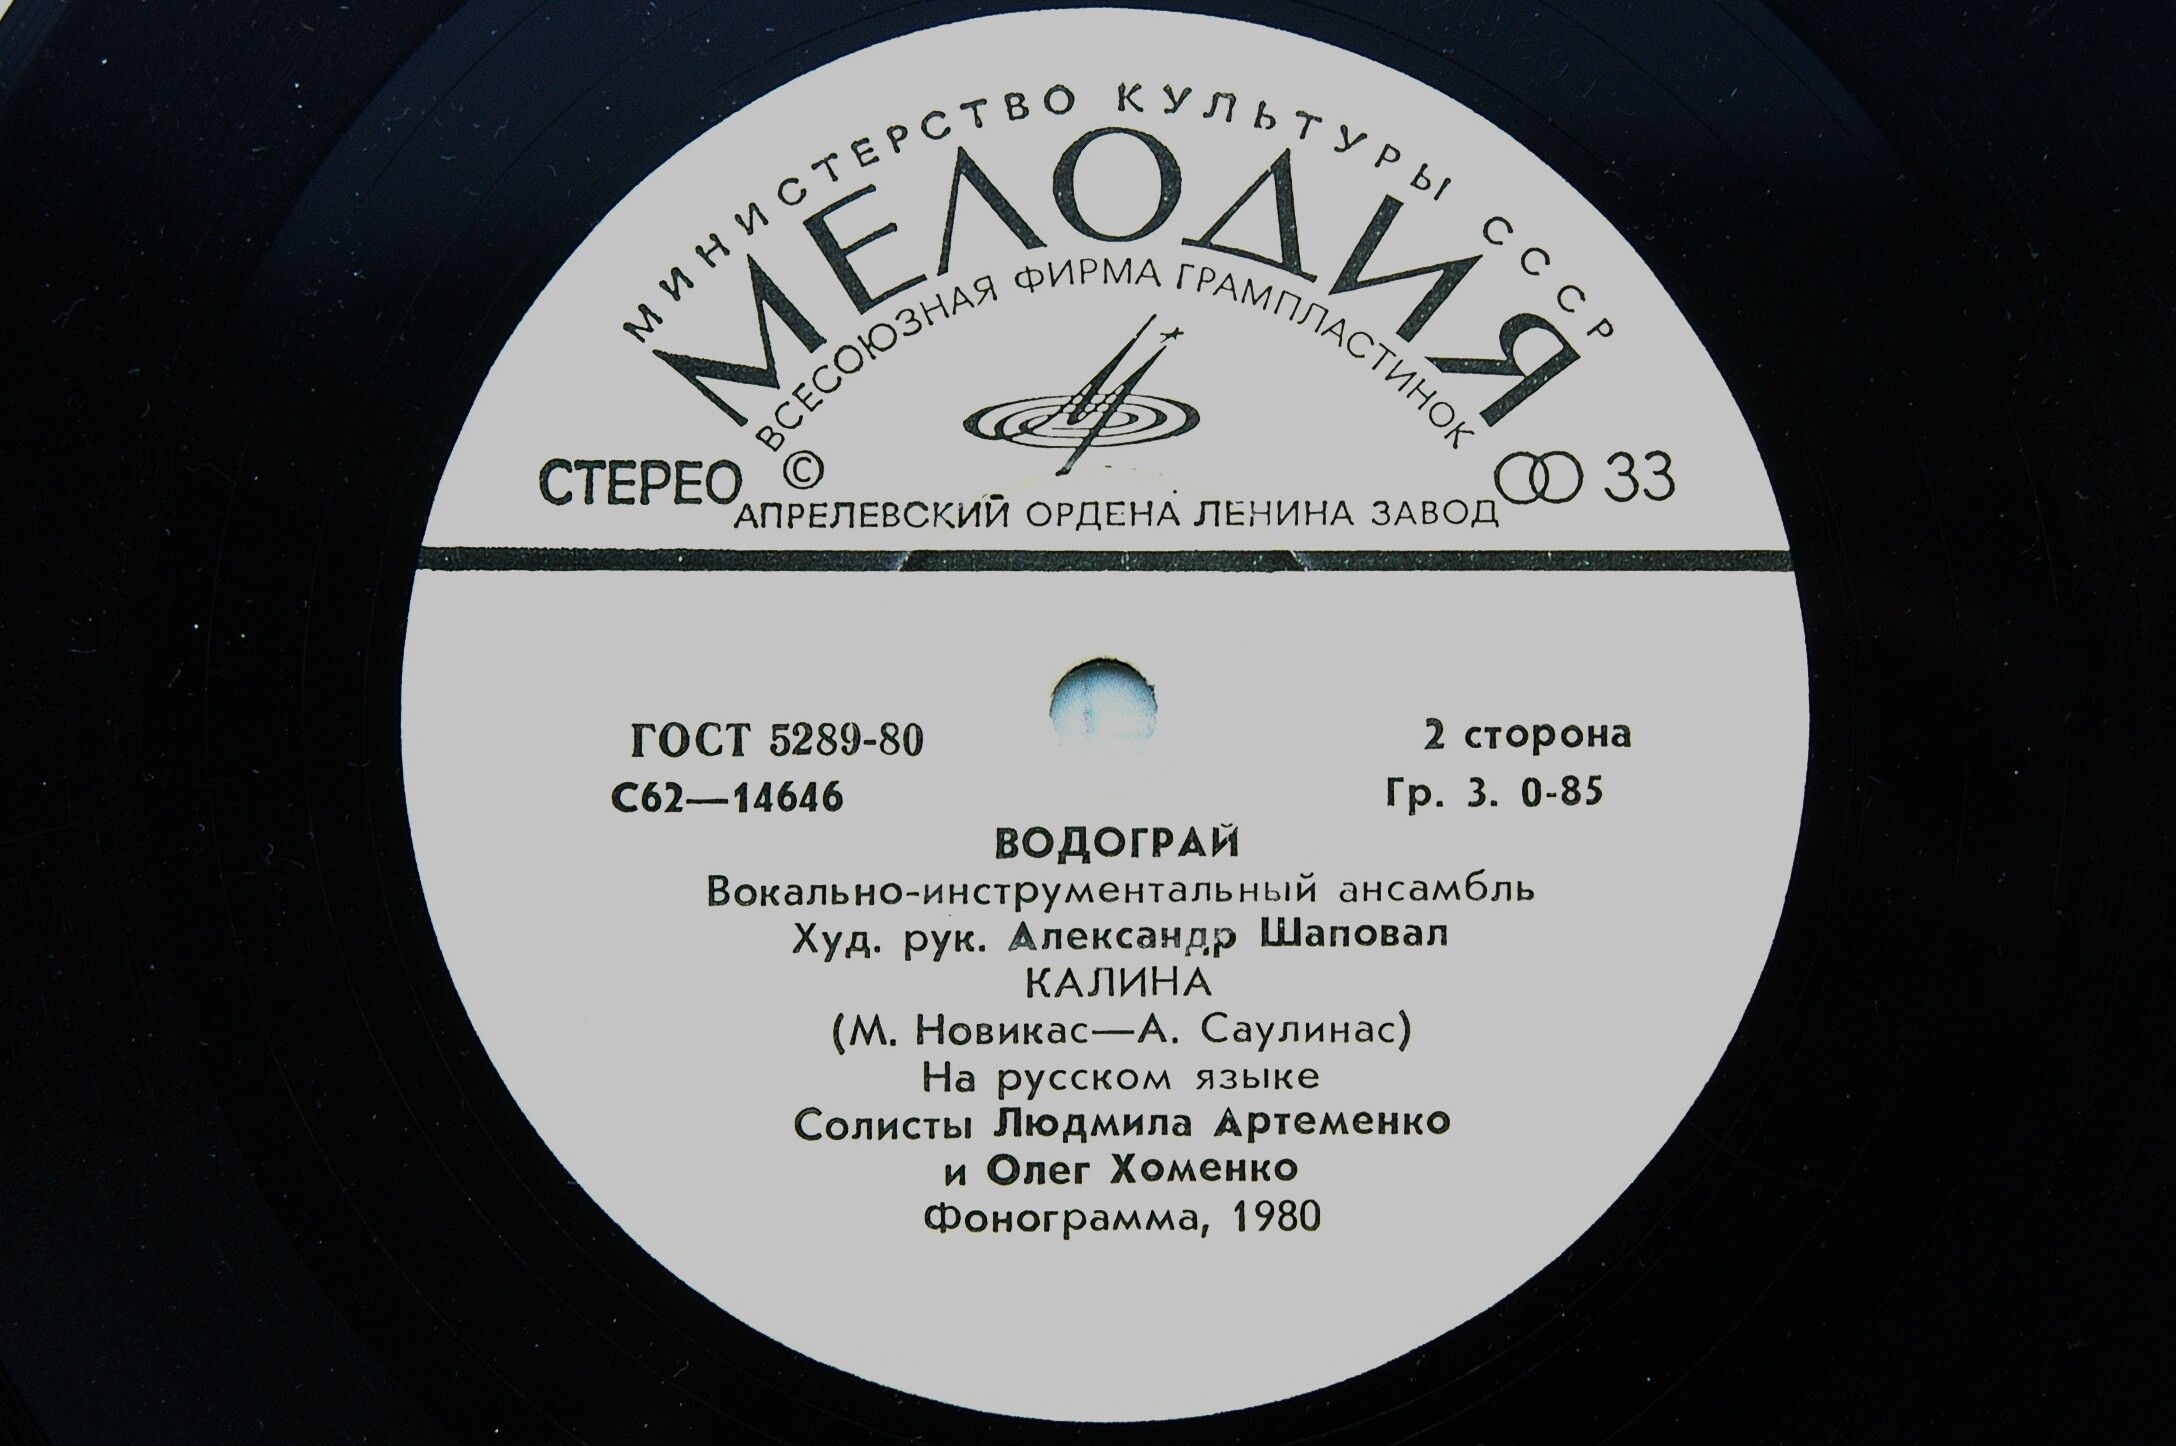 МИНИСТЕРСТВО КУЛЬТУРЫ СССР
МЕЛОДИЯ
ВСЕСОЮЗНАЯ ФИРМА ГРАМПЛАСТИНОК
СТЕРЕО © 33
АПРЕЛЕВСКИЙ ОРДЕНА ЛЕНИНА ЗАВОД
ГОСТ 5289-80 2 сторона
С62—14646 Гр. 3. 0-85
ВОДОГРАЙ
Вокально-инструментальный ансамбль
Худ. рук. Александр Шаповал
КАЛИНА
(М. Новикас—А. Саулинас)
На русском языке
Солисты Людмила Артеменко
и Олег Хоменко
Фонограмма, 1980